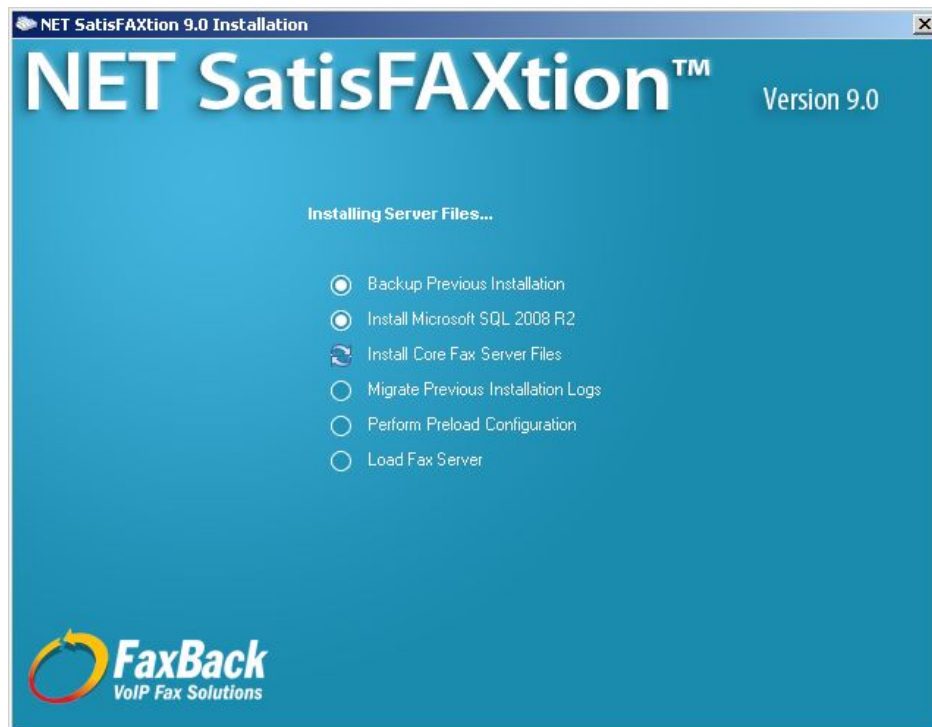 NET SatisFAXtion 9.0 Installation
NET SatisFAXtion™
Version 9.0
Installing Server Files...
Backup Previous Installation
Install Microsoft SQL 2008 R2
Install Core Fax Server Files
Migrate Previous Installation Logs
Perform Preload Configuration
Load Fax Server
FaxBack
VoIP Fax Solutions